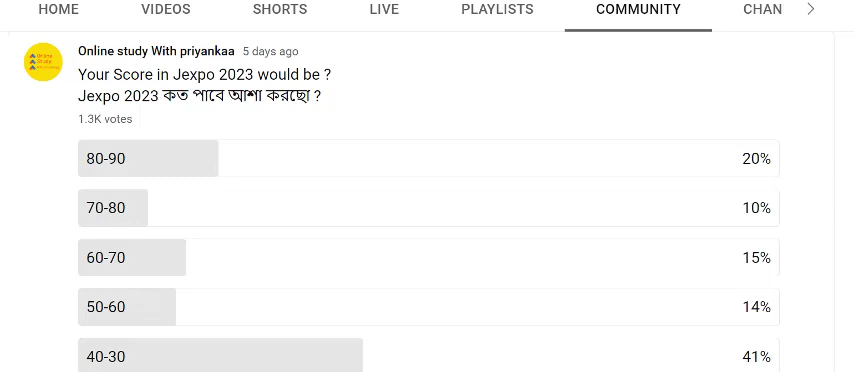 HOME VIDEOS SHORTS LIVE PLAYLISTS COMMUNITY CHAN
Online study With priyankaa 5 days ago
Online
Study
Your Score in Jexpo 2023 would be ?
Jexpo 2023 কত পাবে আশা করছো ?
1.3K votes
80-90 20%
70-80 10%
60-70 15%
50-60 14%
40-30 41%